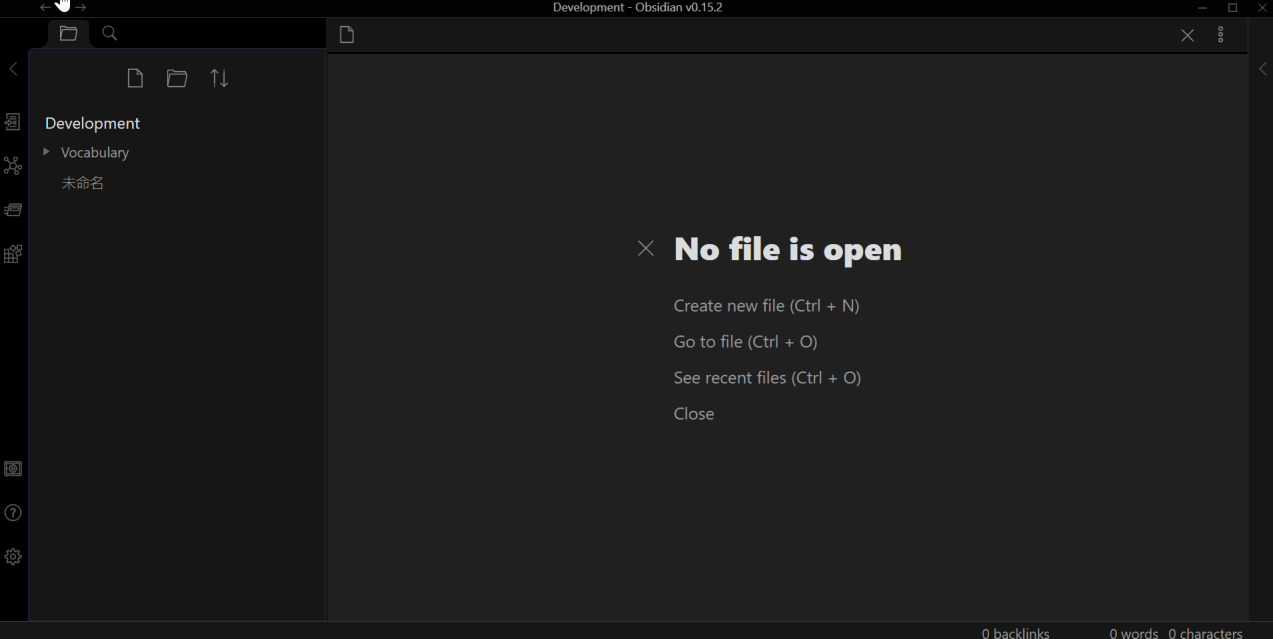 Development - Obsidian v0.15.2
Development
Vocabulary
未命名
No file is open
Create new file (Ctrl + N)
Go to file (Ctrl + O)
See recent files (Ctrl + O)
Close
0 backlinks 0 words 0 characters